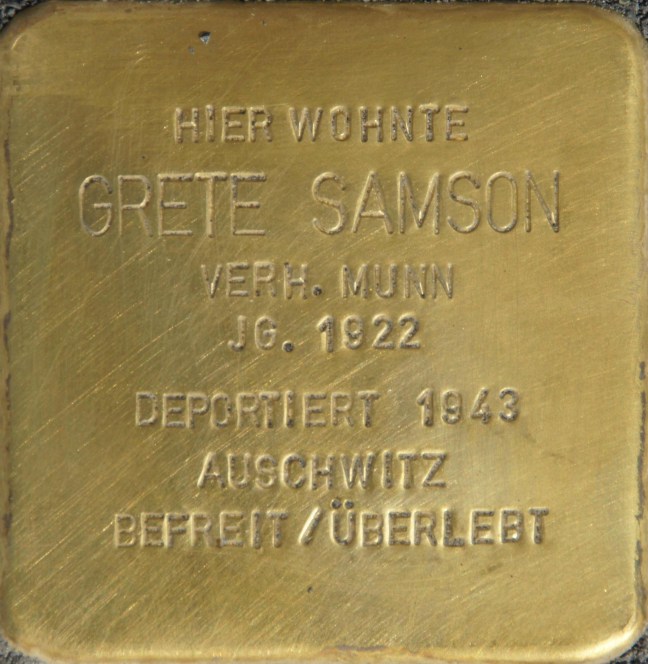 HIER WOHNTE
GRETE SAMSON
VERH. MUNN
JG. 1922
DEPORTIERT 1943
AUSCHWITZ
BEFREIT/ÜBERLEBT